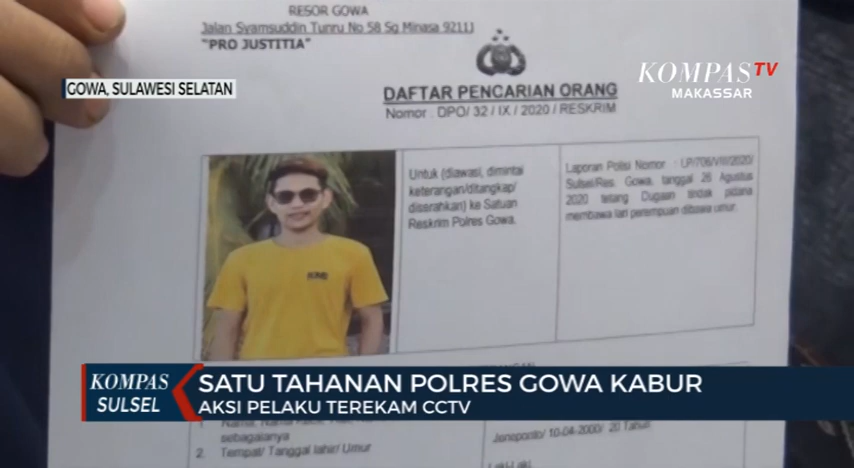 RESOR GOWA
Jalan Syamsuddin Tunru No 58 Sg Minasa 92111
"PRO JUSTITIA"
GOWA, SULAWESI SELATAN
KOMPAS TV
MAKASSAR
DAFTAR PENCARIAN ORANG
Nomor : DPO/ 32 / IX / 2020 / RESKRIM
Untuk (diawasi, dimintai
keterangan/ditangkap/
diserahkan) ke Satuan
Reskrim Polres Gowa.
Laporan Polisi Nomor : LP/706/VIII/2020/
Sulsel/Res. Gowa, tanggal 26 Agustus
2020 tetang Dugaan tindak pidana
membawa lari perempuan dibawa umur.
KOMPAS
SULSEL
SATU TAHANAN POLRES GOWA KABUR
AKSI PELAKU TEREKAM CCTV
1. Nama, Nama
sebagainya
2. Tempat/ Tanggal lahir/ Umur
Jeneponto/ 10-04-2000/ 20 Tahun